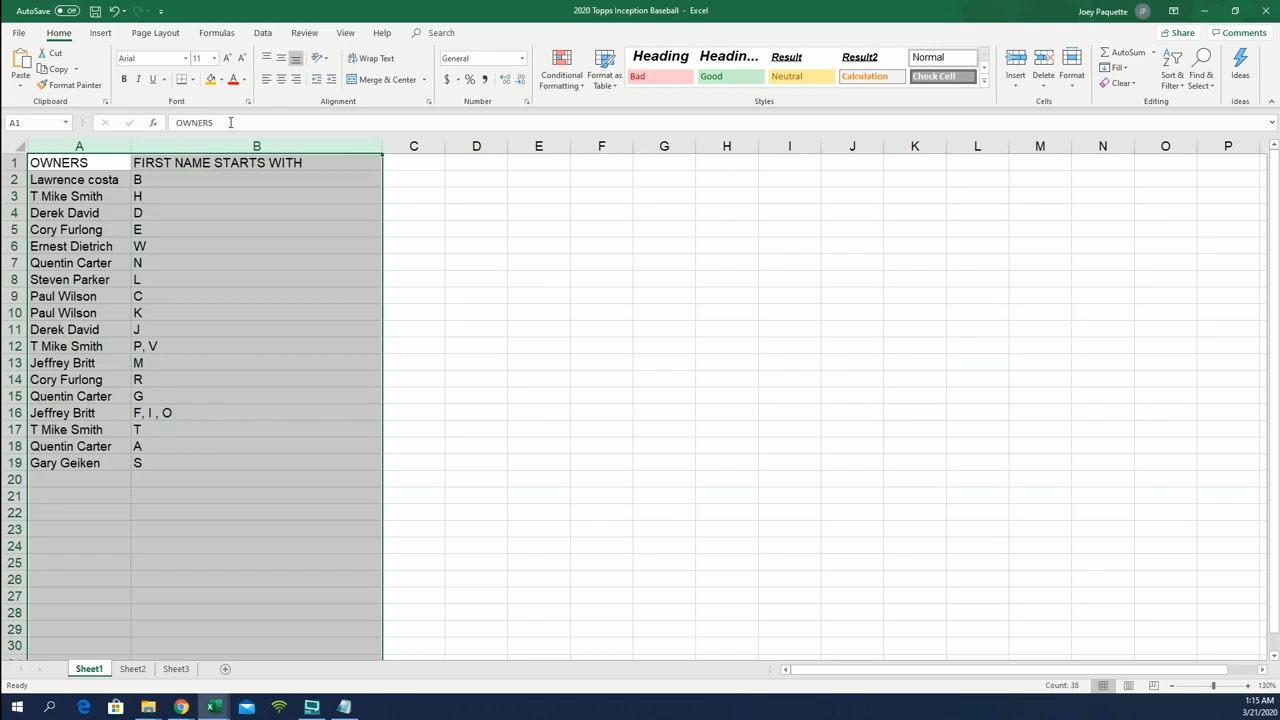 AutoSave Off
2020 Topps Inception Baseball - Excel
Joey Paquette JP
File Home Insert Page Layout Formulas Data Review View Help Search
Share Comments
Paste
Cut
Copy
Format Painter
Clipboard
Arial 11
B I U
Font
Wrap Text
Merge & Center
Alignment
General
$ % 9
Number
Conditional Formatting
Format as Table
Heading Headin... Result Result2 Normal
Bad Good Neutral Calculation Check Cell
Styles
Insert Delete Format
Cells
AutoSum
Fill
Clear
Sort & Filter
Find & Select
Editing
Ideas
Ideas
A1 fx OWNERS
A B C D E F G H I J K L M N O P
1 OWNERS FIRST NAME STARTS WITH
2 Lawrence costa B
3 T Mike Smith H
4 Derek David D
5 Cory Furlong E
6 Ernest Dietrich W
7 Quentin Carter N
8 Steven Parker L
9 Paul Wilson C
10 Paul Wilson K
11 Derek David J
12 T Mike Smith P, V
13 Jeffrey Britt M
14 Cory Furlong R
15 Quentin Carter G
16 Jeffrey Britt F, I , O
17 T Mike Smith T
18 Quentin Carter A
19 Gary Geiken S
20
21
22
23
24
25
26
27
28
29
30
Sheet1 Sheet2 Sheet3
Ready
Count: 38
130%
1:15 AM
3/21/2020